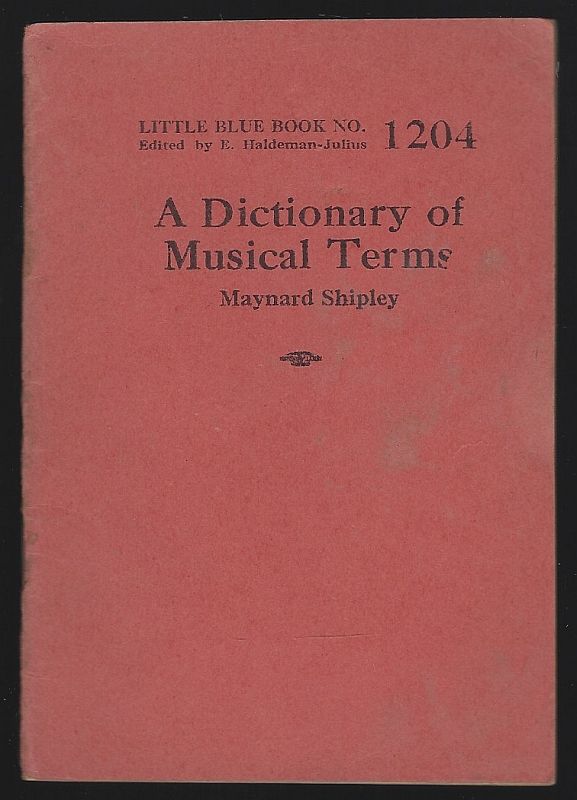 LITTLE BLUE BOOK NO. 1204
Edited by E. Haldeman-Julius
A Dictionary of
Musical Terms
Maynard Shipley